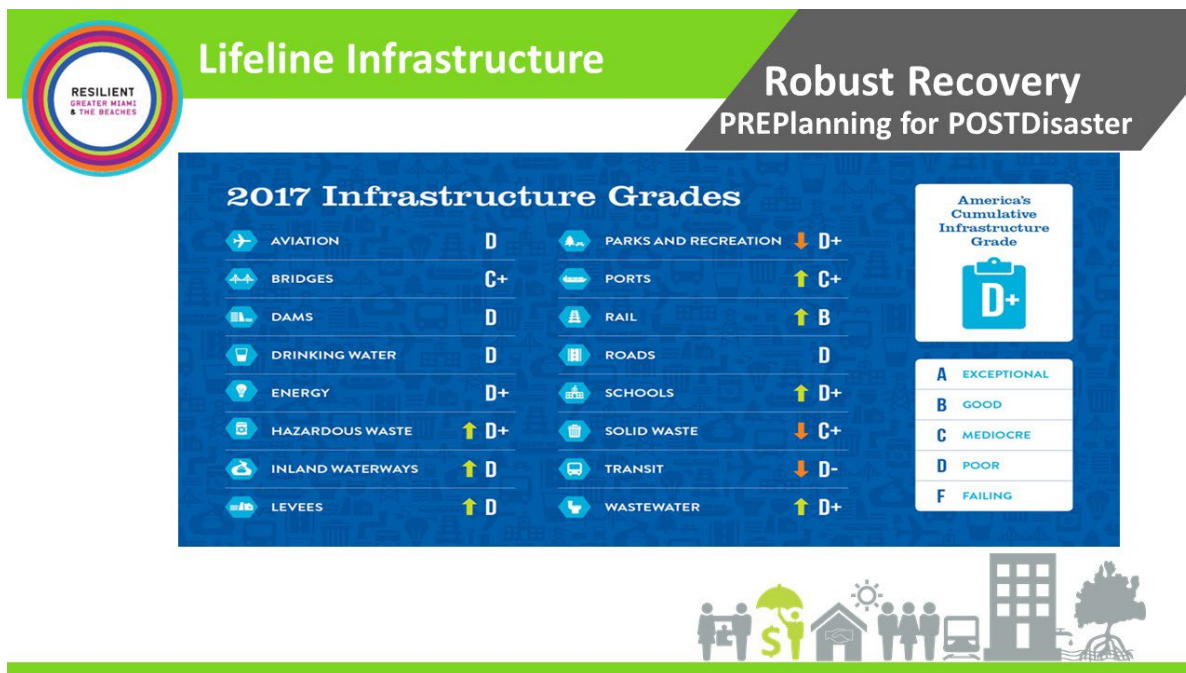 RESILIENT
GREATER MIAMI
& THE BEACHES
Lifeline Infrastructure
Robust Recovery
PREPlanning for POSTDisaster
2017 Infrastructure Grades
AVIATION D
BRIDGES C+
DAMS D
DRINKING WATER D
ENERGY D+
HAZARDOUS WASTE D+
INLAND WATERWAYS D
LEVEES D
PARKS AND RECREATION D+
PORTS C+
RAIL B
ROADS D
SCHOOLS D+
SOLID WASTE C+
TRANSIT D-
WASTEWATER D+
America's
Cumulative
Infrastructure
Grade
D+
A EXCEPTIONAL
B GOOD
C MEDIOCRE
D POOR
F FAILING
$